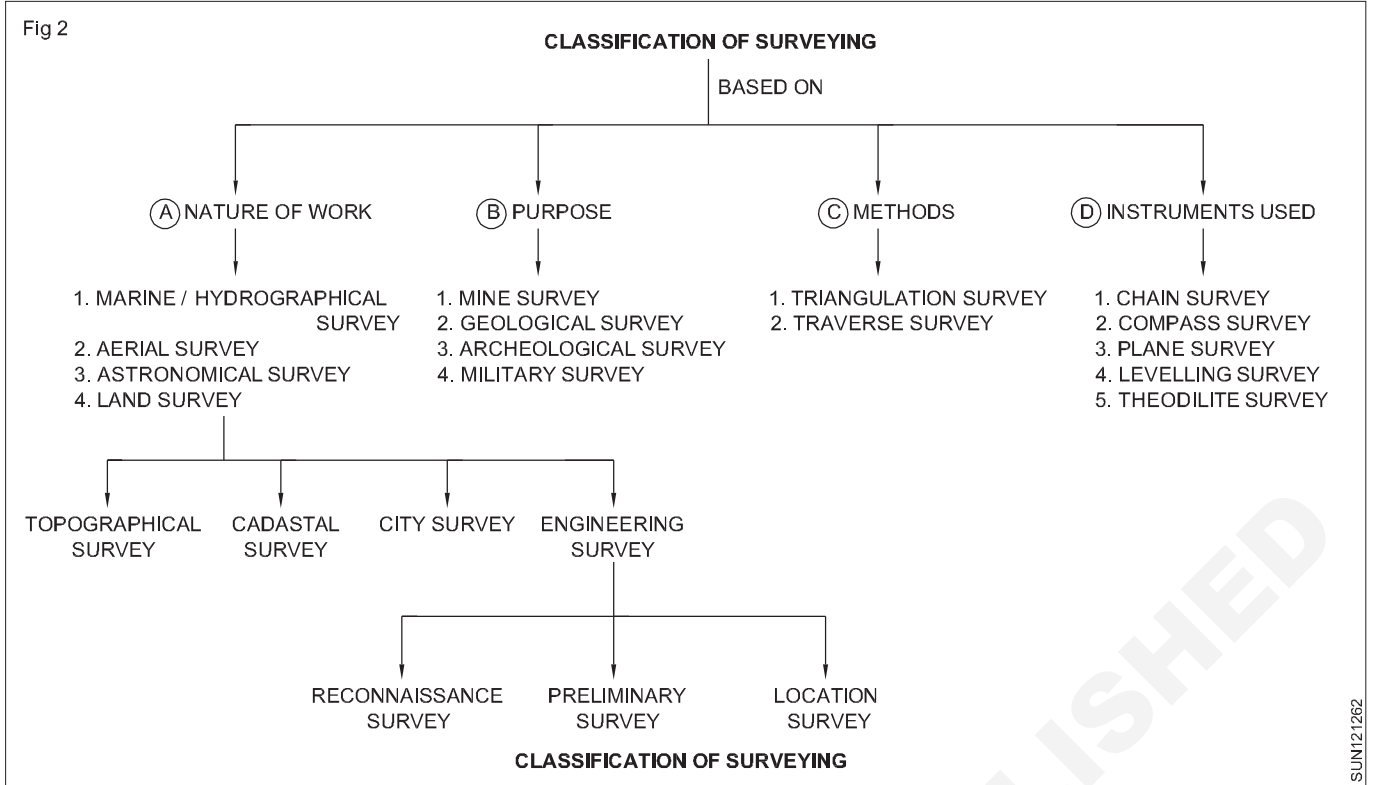 Fig 2
CLASSIFICATION OF SURVEYING
BASED ON
A NATURE OF WORK
B PURPOSE
C METHODS
D INSTRUMENTS USED
1. MARINE / HYDROGRAPHICAL
SURVEY
2. AERIAL SURVEY
3. ASTRONOMICAL SURVEY
4. LAND SURVEY
1. MINE SURVEY
2. GEOLOGICAL SURVEY
3. ARCHEOLOGICAL SURVEY
4. MILITARY SURVEY
1. TRIANGULATION SURVEY
2. TRAVERSE SURVEY
1. CHAIN SURVEY
2. COMPASS SURVEY
3. PLANE SURVEY
4. LEVELLING SURVEY
5. THEODILITE SURVEY
TOPOGRAPHICAL
SURVEY
CADASTAL
SURVEY
CITY SURVEY
ENGINEERING
SURVEY
RECONNAISSANCE
SURVEY
PRELIMINARY
SURVEY
LOCATION
SURVEY
CLASSIFICATION OF SURVEYING
SUN121262
LISHED